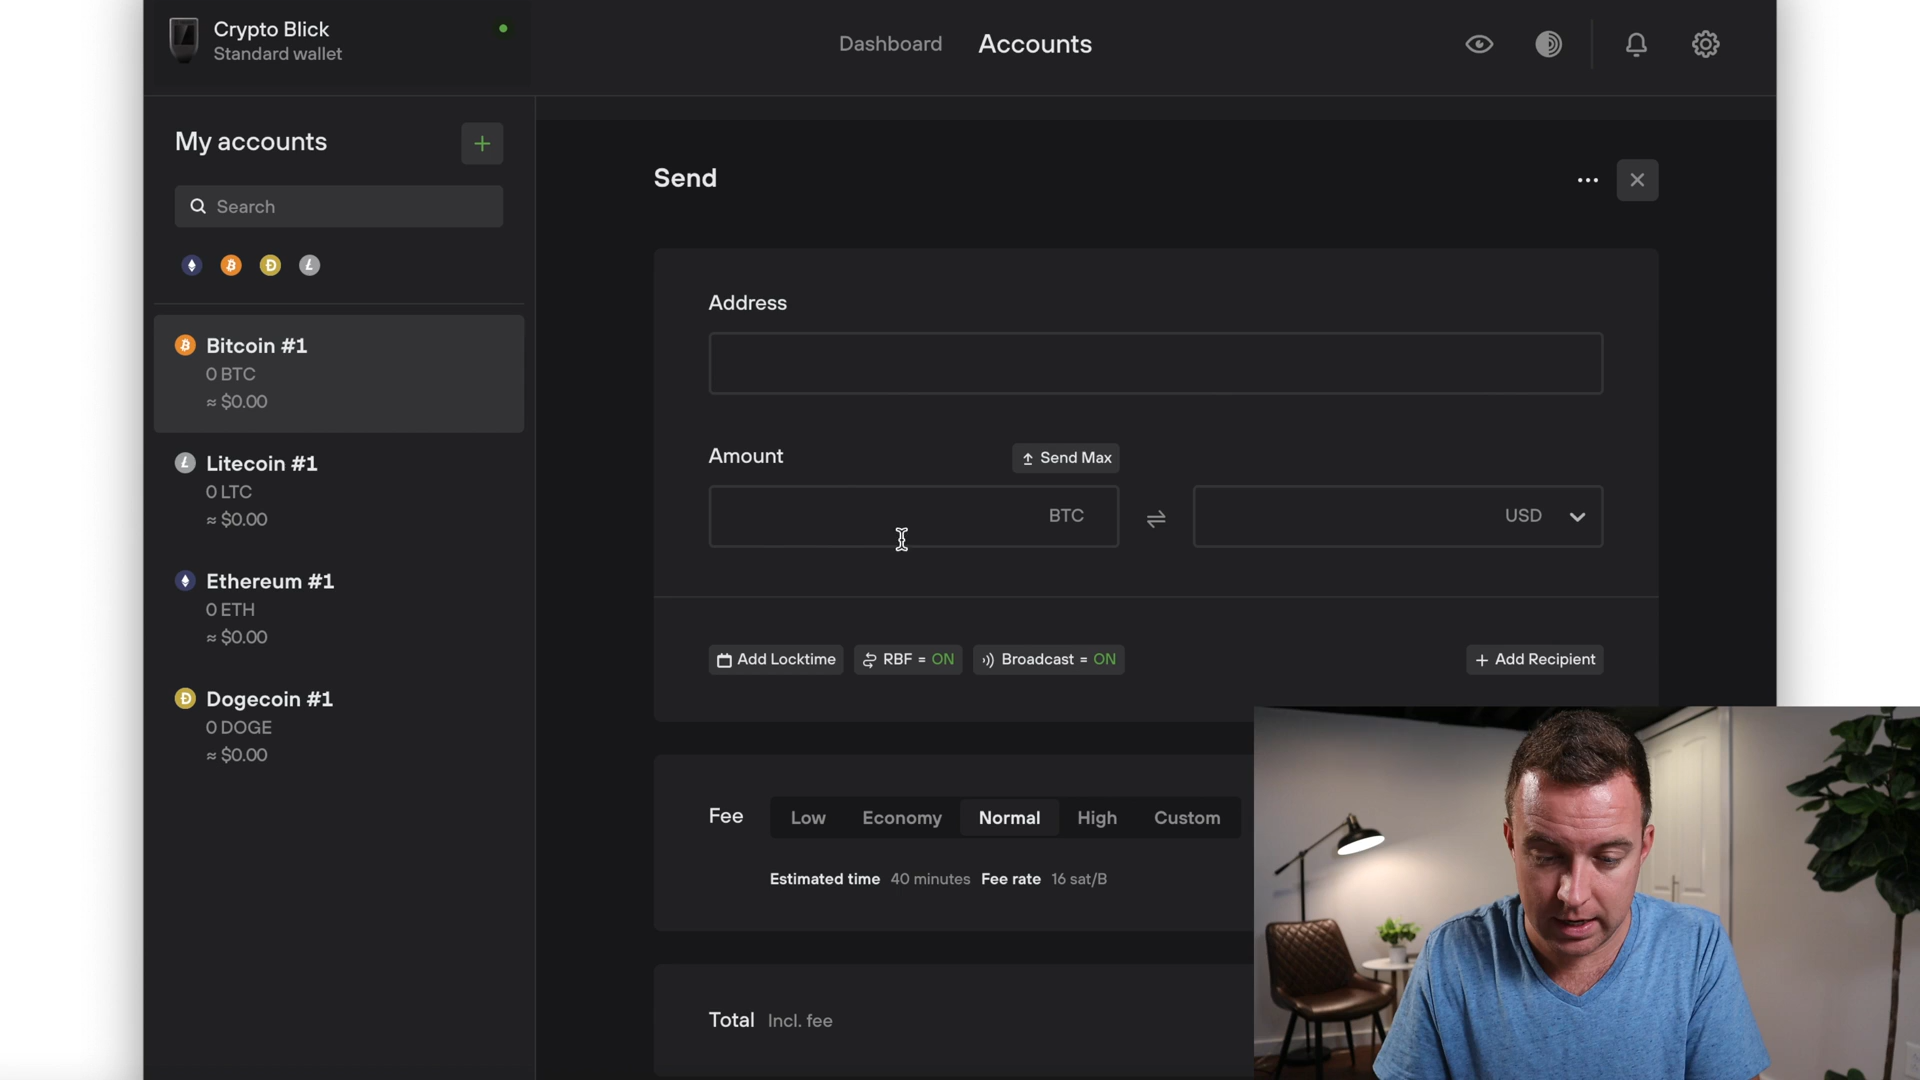 Crypto Blick
Standard wallet
Dashboard
Accounts
My accounts
Search
Bitcoin #1
0 BTC
≈ $0.00
Litecoin #1
0 LTC
≈ $0.00
Ethereum #1
0 ETH
≈ $0.00
Dogecoin #1
0 DOGE
≈ $0.00
Send
Address
Amount
Send Max
BTC
USD
Add Locktime
RBF = ON
Broadcast = ON
+ Add Recipient
Fee
Low
Economy
Normal
High
Custom
Estimated time 40 minutes Fee rate 16 sat/B
Total Incl. fee